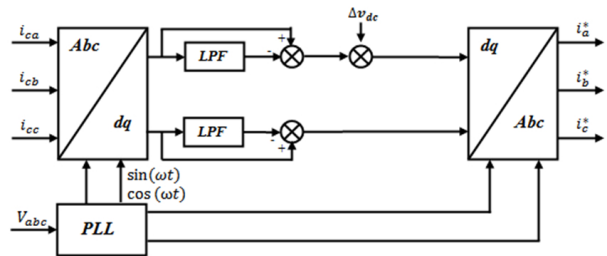 Δv_dc
i_ca
Abc
dq
i_a^*
LPF
-
+
i_cb
i_b^*
i_cc
dq
LPF
-
+
Abc
i_c^*
sin(ωt)
cos (ωt)
V_abc
PLL